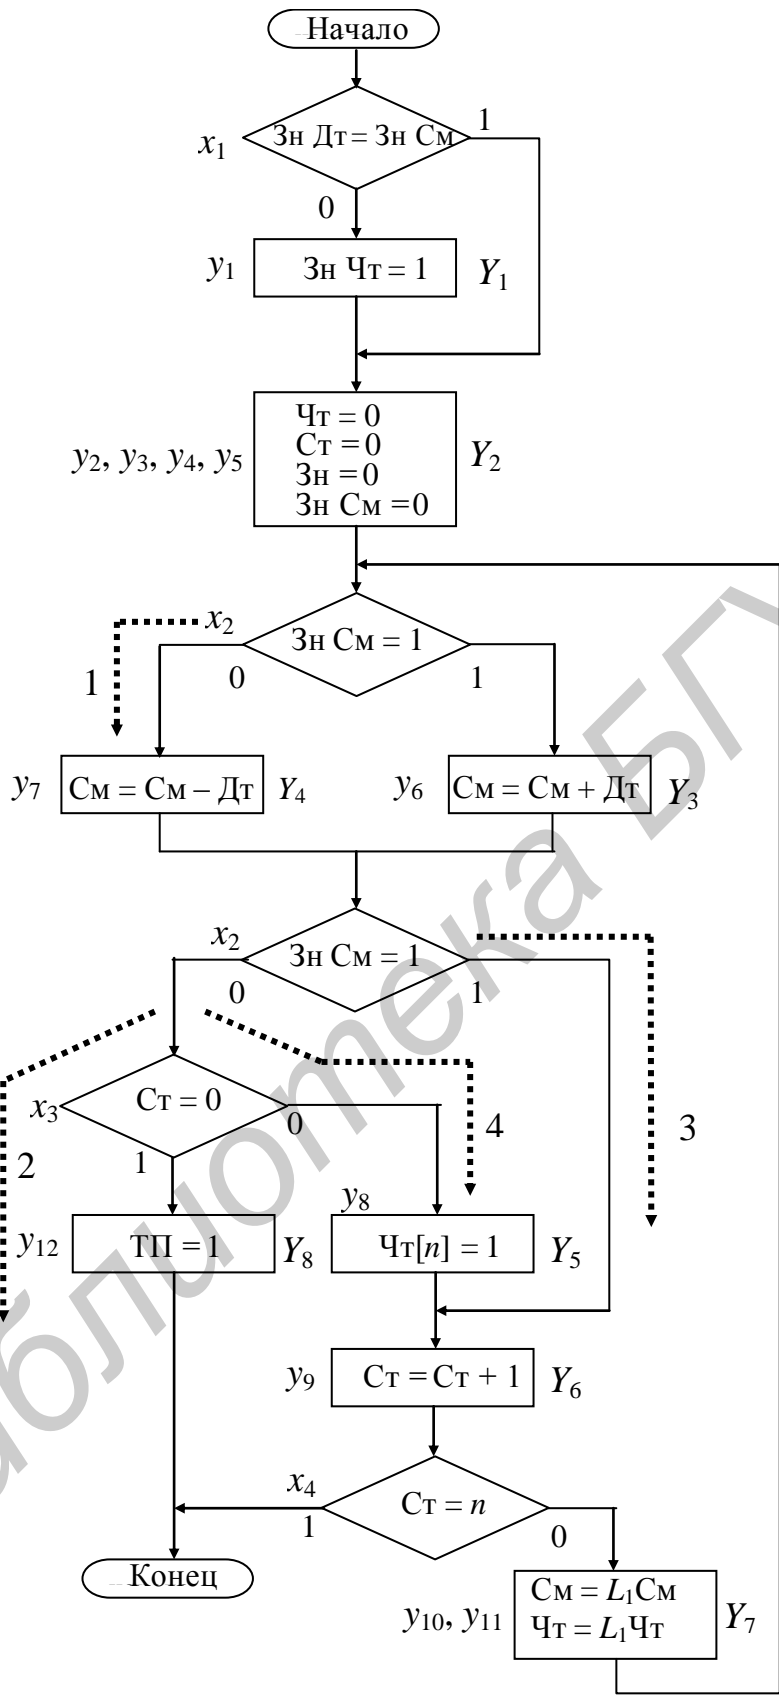 Начало
x1
Зн Дт = Зн См
1
0
y1
Зн Чт = 1
Y1
Чт = 0
Ст = 0
Зн = 0
Зн См = 0
y2, y3, y4, y5
Y2
x2
Зн См = 1
1
0
1
y7
См = См – Дт
Y4
y6
См = См + Дт
Y3
x2
Зн См = 1
0
1
x3
Ст = 0
0
4
3
2
1
y8
y12
ТП = 1
Y8
Чт[n] = 1
Y5
y9
Ст = Ст + 1
Y6
x4
Ст = n
1
0
Конец
См = L1См
Чт = L1Чт
y10, y11
Y7
блиотека БГУ